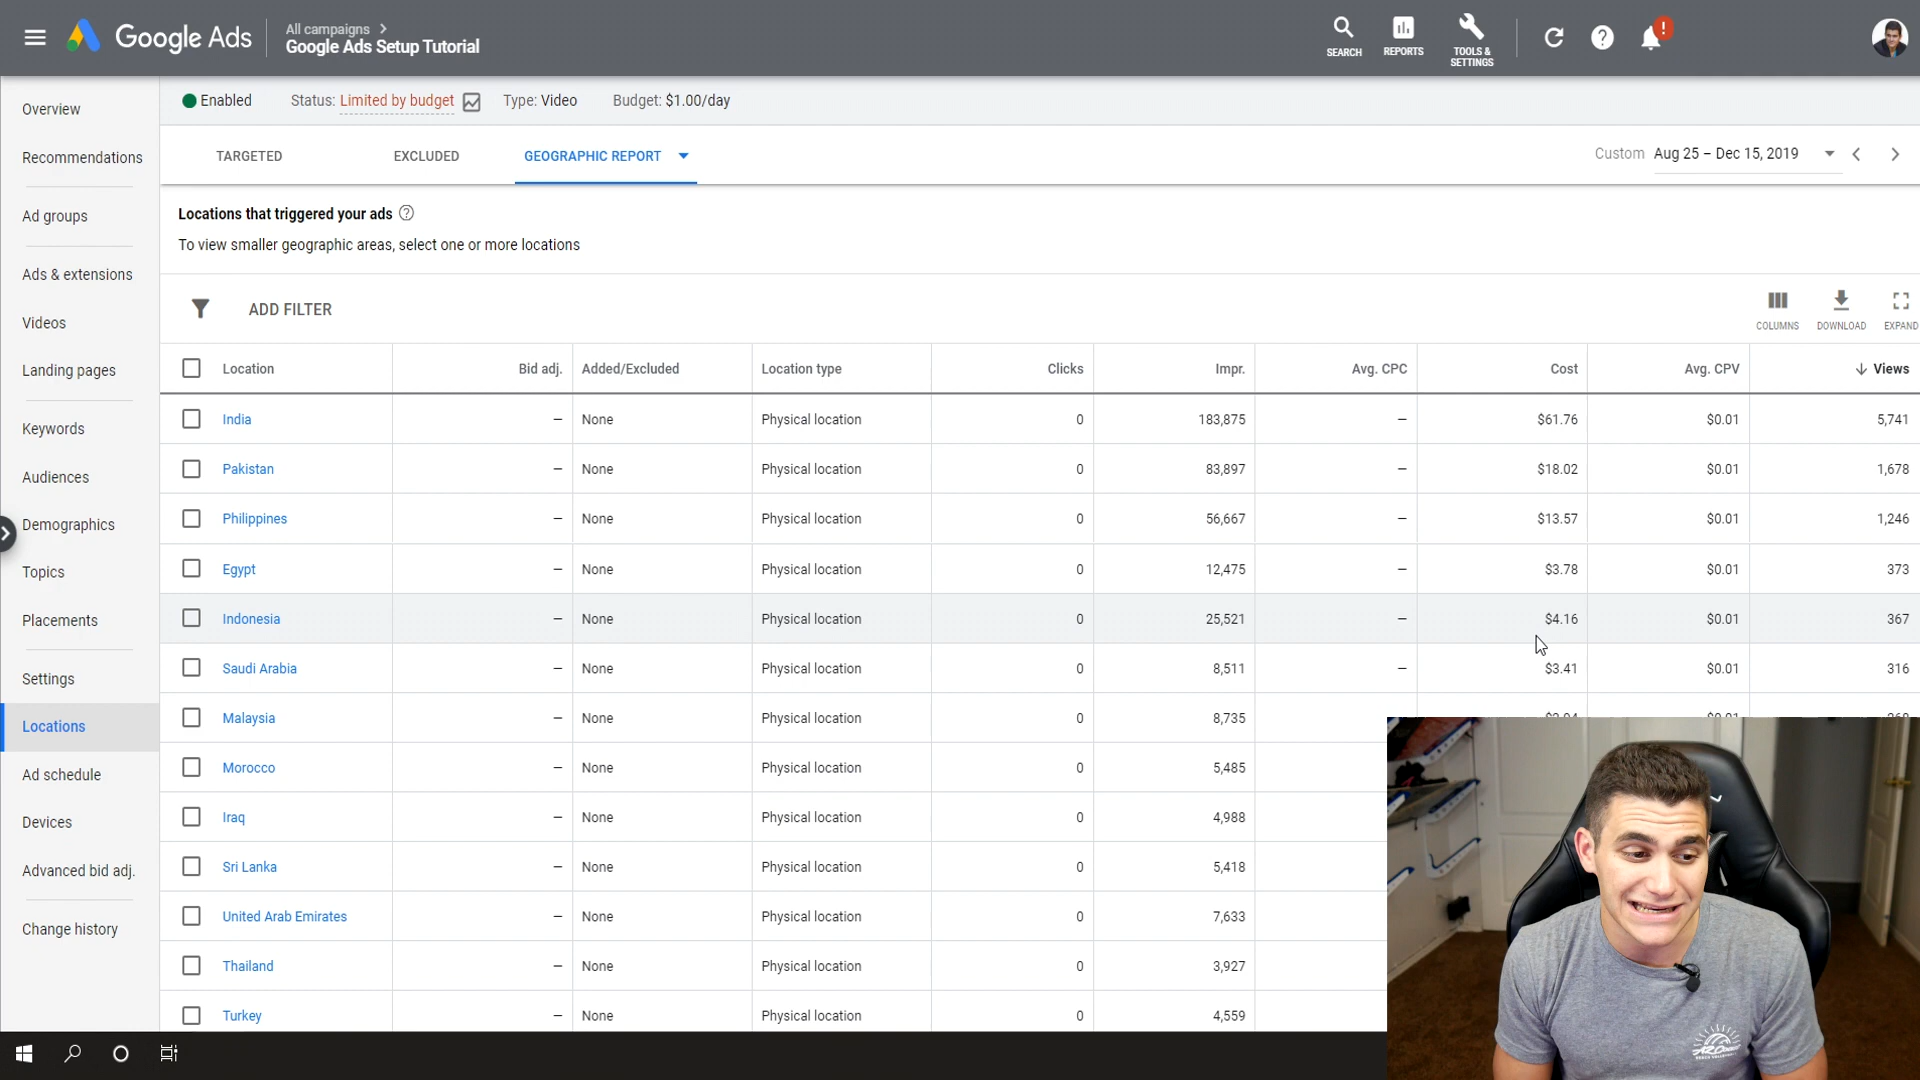 Google Ads
All campaigns
Google Ads Setup Tutorial
SEARCH
REPORTS
TOOLS &
SETTINGS
!
Overview
Recommendations
Ad groups
Ads & extensions
Videos
Landing pages
Keywords
Audiences
Demographics
Topics
Placements
Settings
Locations
Ad schedule
Devices
Advanced bid adj.
Change history
Enabled Status: Limited by budget Type: Video Budget: $1.00/day
TARGETED EXCLUDED GEOGRAPHIC REPORT Custom Aug 25 – Dec 15, 2019
Locations that triggered your ads
To view smaller geographic areas, select one or more locations
ADD FILTER
COLUMNS DOWNLOAD EXPAND
Location Bid adj. Added/Excluded Location type Clicks Impr. Avg. CPC Cost Avg. CPV Views
India – None Physical location 0 183,875 – $61.76 $0.01 5,741
Pakistan – None Physical location 0 83,897 – $18.02 $0.01 1,678
Philippines – None Physical location 0 56,667 – $13.57 $0.01 1,246
Egypt – None Physical location 0 12,475 – $3.78 $0.01 373
Indonesia – None Physical location 0 25,521 – $4.16 $0.01 367
Saudi Arabia – None Physical location 0 8,511 – $3.41 $0.01 316
Malaysia – None Physical location 0 8,735
Morocco – None Physical location 0 5,485
Iraq – None Physical location 0 4,988
Sri Lanka – None Physical location 0 5,418
United Arab Emirates – None Physical location 0 7,633
Thailand – None Physical location 0 3,927
Turkey – None Physical location 0 4,559